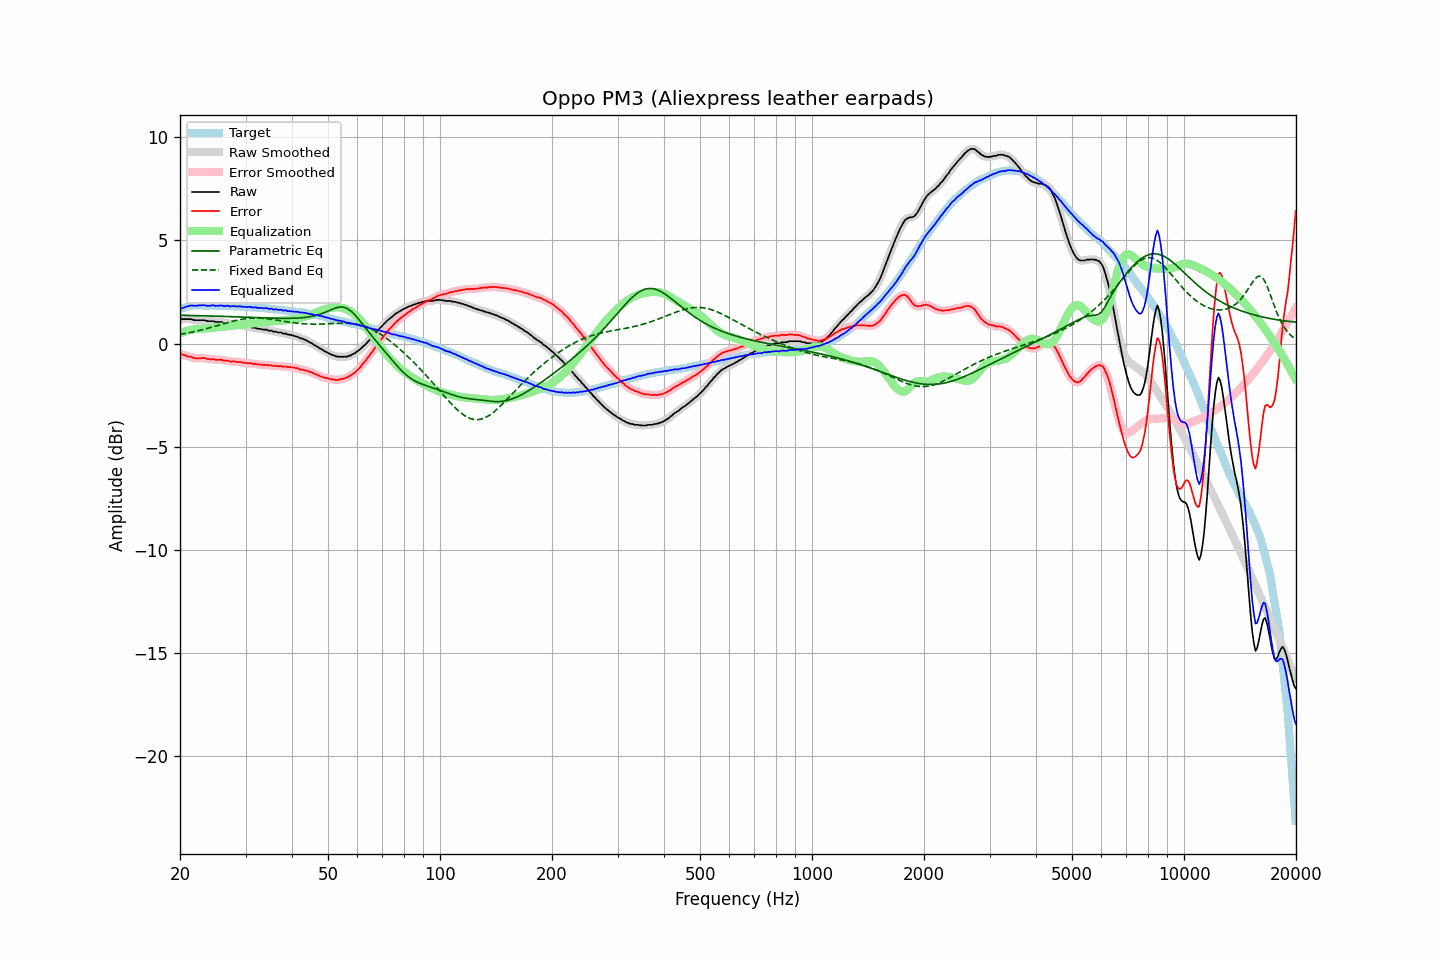 Oppo PM3 (Aliexpress leather earpads)
Target
Raw Smoothed
Error Smoothed
Raw
Error
Equalization
Parametric Eq
Fixed Band Eq
Equalized
10
5
0
−5
−10
−15
−20
Amplitude (dBr)
20
50
100
200
500
1000
2000
5000
10000
20000
Frequency (Hz)